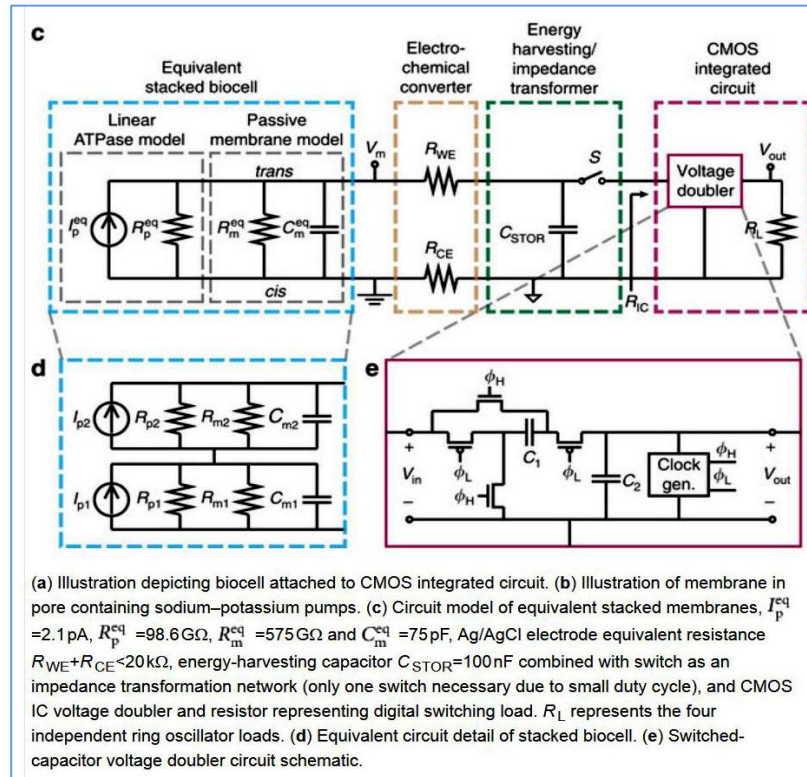 c
Equivalent
stacked biocell
Electro-
chemical
converter
Energy
harvesting/
impedance
transformer
CMOS
integrated
circuit
Linear
ATPase model
Passive
membrane model
V_m
R_WE
S
V_out
trans
Voltage
doubler
I_p^eq
R_p^eq
R_m^eq
C_m^eq
C_STOR
R_L
R_CE
cis
R_IC
d
I_p2
R_p2
R_m2
C_m2
I_p1
R_p1
R_m1
C_m1
e
ϕ_H
C_1
+
V_in
−
ϕ_L
ϕ_L
ϕ_H
C_2
Clock
gen.
ϕ_H
ϕ_L
+
V_out
−
(a) Illustration depicting biocell attached to CMOS integrated circuit. (b) Illustration of membrane in
pore containing sodium–potassium pumps. (c) Circuit model of equivalent stacked membranes, I_p^eq
=2.1 pA, R_p^eq =98.6 GΩ, R_m^eq =575 GΩ and C_m^eq =75 pF, Ag/AgCl electrode equivalent resistance
R_WE+R_CE<20 kΩ, energy-harvesting capacitor C_STOR=100 nF combined with switch as an
impedance transformation network (only one switch necessary due to small duty cycle), and CMOS
IC voltage doubler and resistor representing digital switching load. R_L represents the four
independent ring oscillator loads. (d) Equivalent circuit detail of stacked biocell. (e) Switched-
capacitor voltage doubler circuit schematic.